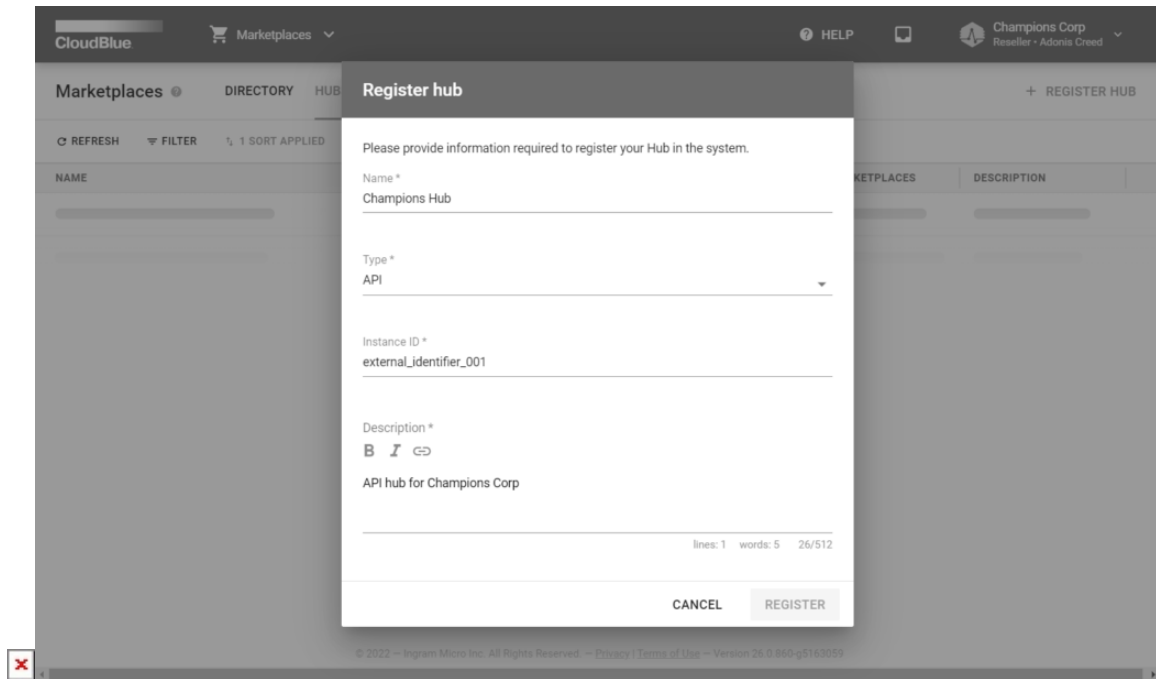 CloudBlue
Marketplaces
HELP
Champions Corp
Reseller • Adonis Creed
Marketplaces
DIRECTORY
HUB
+ REGISTER HUB
REFRESH
FILTER
1 SORT APPLIED
NAME
KETPLACES
DESCRIPTION
Register hub
Please provide information required to register your Hub in the system.
Name *
Champions Hub
Type *
API
Instance ID *
external_identifier_001
Description *
B I
API hub for Champions Corp
lines: 1 words: 5 26/512
CANCEL
REGISTER
© 2022 – Ingram Micro Inc. All Rights Reserved. – Privacy | Terms of Use – Version 26.0.860-g5163059